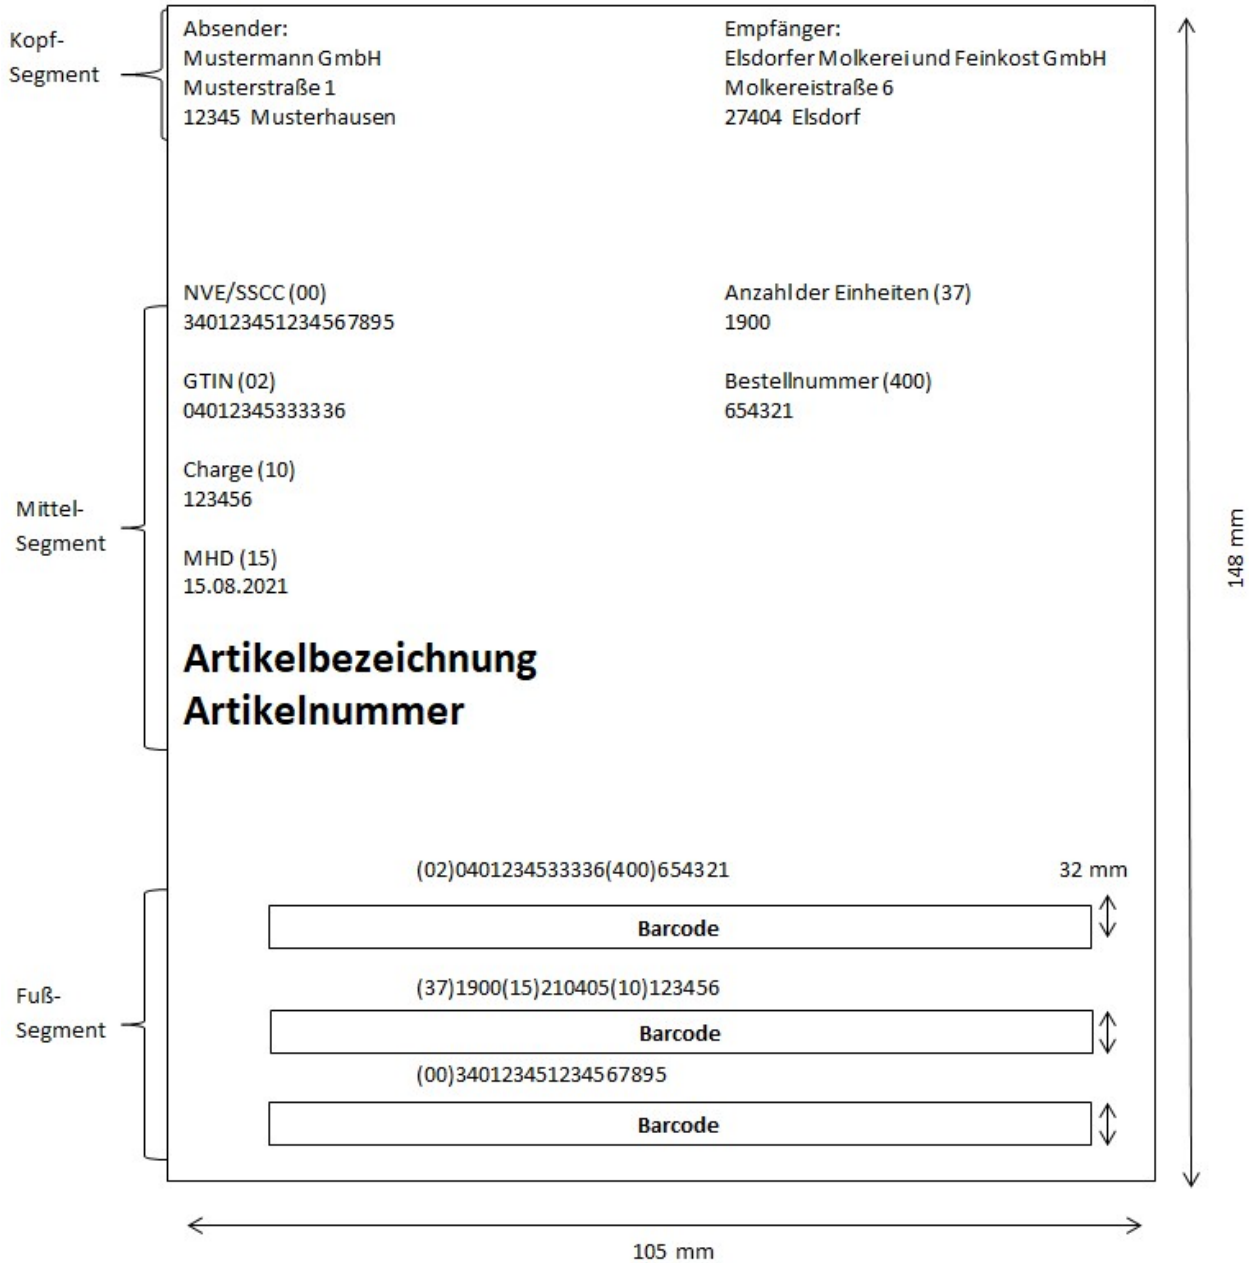 Kopf-
Segment
Absender:
Mustermann GmbH
Musterstraße 1
12345 Musterhausen
Empfänger:
Elsdorfer Molkerei und Feinkost GmbH
Molkereistraße 6
27404 Elsdorf
Mittel-
Segment
NVE/SSCC (00)
340123451234567895
Anzahl der Einheiten (37)
1900
GTIN (02)
04012345333336
Bestellnummer (400)
654321
Charge (10)
123456
MHD (15)
15.08.2021
Artikelbezeichnung
Artikelnummer
148 mm
Fuß-
Segment
(02)0401234533336(400)654321
32 mm
Barcode
(37)1900(15)210405(10)123456
Barcode
(00)340123451234567895
Barcode
105 mm